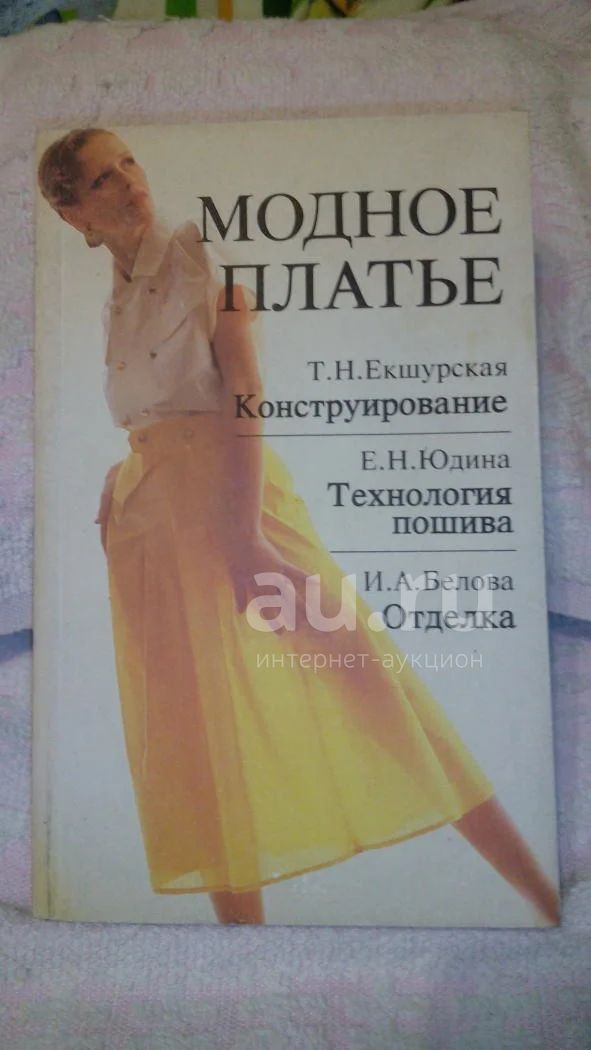 МОДНОЕ
ПЛАТЬЕ
Т.Н.Екшурская
Конструирование
Е.Н.Юдина
Технология
пошива
И.А.Белова
Отделка
au.ru
интернет-аукцион